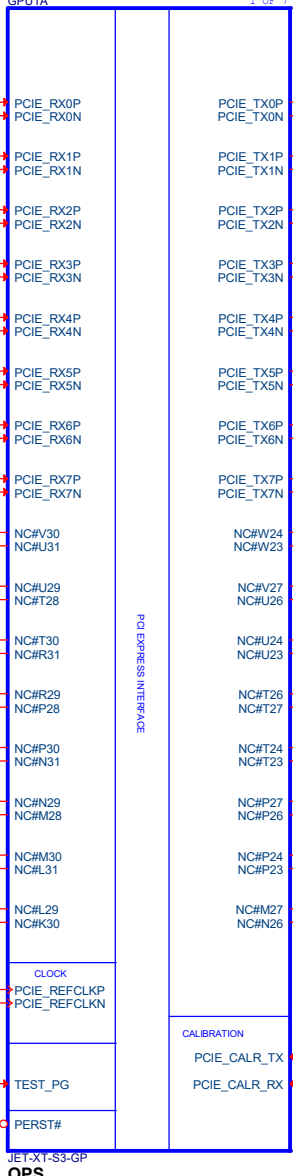 GPU1A
1 OF 7
PCIE_RX0P
PCIE_RX0N
PCIE_RX1P
PCIE_RX1N
PCIE_RX2P
PCIE_RX2N
PCIE_RX3P
PCIE_RX3N
PCIE_RX4P
PCIE_RX4N
PCIE_RX5P
PCIE_RX5N
PCIE_RX6P
PCIE_RX6N
PCIE_RX7P
PCIE_RX7N
NC#V30
NC#U31
NC#U29
NC#T28
NC#T30
NC#R31
NC#R29
NC#P28
NC#P30
NC#N31
NC#N29
NC#M28
NC#M30
NC#L31
NC#L29
NC#K30
CLOCK
PCIE_REFCLKP
PCIE_REFCLKN
TEST_PG
PERST#
PCI EXPRESS INTERFACE
PCIE_TX0P
PCIE_TX0N
PCIE_TX1P
PCIE_TX1N
PCIE_TX2P
PCIE_TX2N
PCIE_TX3P
PCIE_TX3N
PCIE_TX4P
PCIE_TX4N
PCIE_TX5P
PCIE_TX5N
PCIE_TX6P
PCIE_TX6N
PCIE_TX7P
PCIE_TX7N
NC#W24
NC#W23
NC#V27
NC#U26
NC#U24
NC#U23
NC#T26
NC#T27
NC#T24
NC#T23
NC#P27
NC#P26
NC#P24
NC#P23
NC#M27
NC#N26
CALIBRATION
PCIE_CALR_TX
PCIE_CALR_RX
JET-XT-S3-GP
OPS